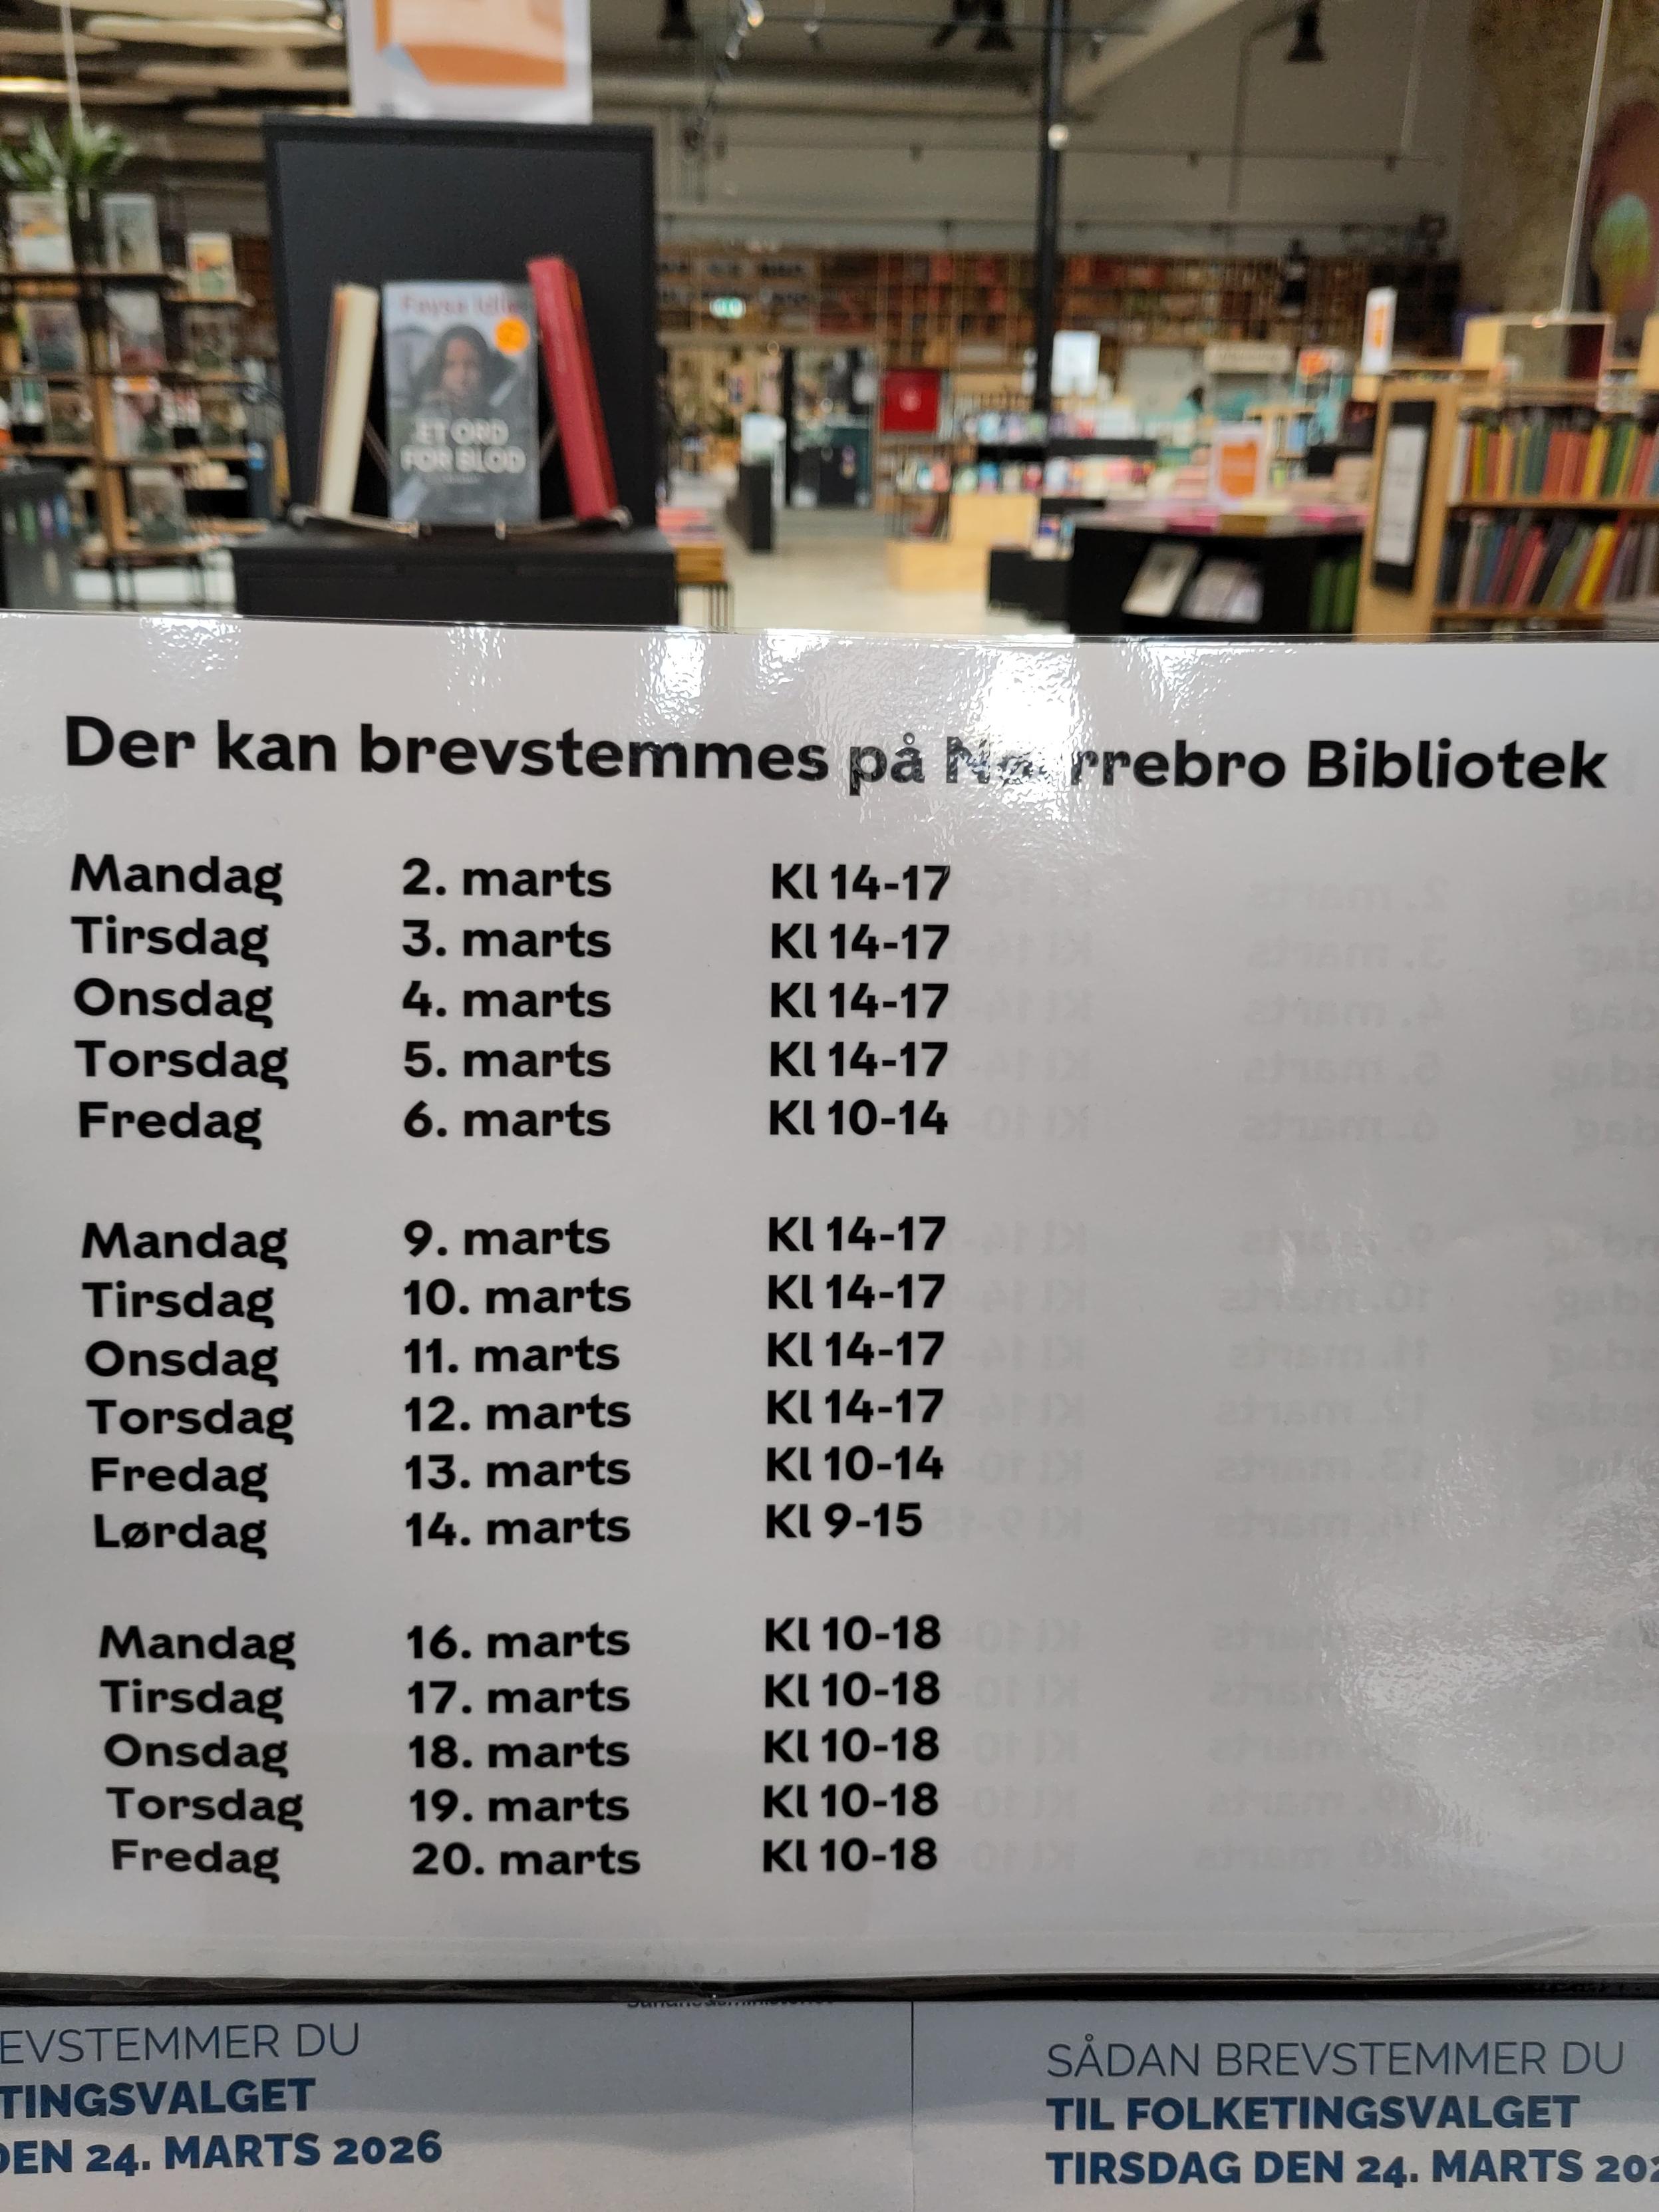 ET ORD
FOR BLOD
Der kan brevstemmes på Nørrebro Bibliotek
Mandag 2. marts Kl 14-17
Tirsdag 3. marts Kl 14-17
Onsdag 4. marts Kl 14-17
Torsdag 5. marts Kl 14-17
Fredag 6. marts Kl 10-14
Mandag 9. marts Kl 14-17
Tirsdag 10. marts Kl 14-17
Onsdag 11. marts Kl 14-17
Torsdag 12. marts Kl 14-17
Fredag 13. marts Kl 10-14
Lørdag 14. marts Kl 9-15
Mandag 16. marts Kl 10-18
Tirsdag 17. marts Kl 10-18
Onsdag 18. marts Kl 10-18
Torsdag 19. marts Kl 10-18
Fredag 20. marts Kl 10-18
EVSTEMMER DU
TINGSVALGET
DEN 24. MARTS 2026
SÅDAN BREVSTEMMER DU
TIL FOLKETINGSVALGET
TIRSDAG DEN 24. MARTS 202